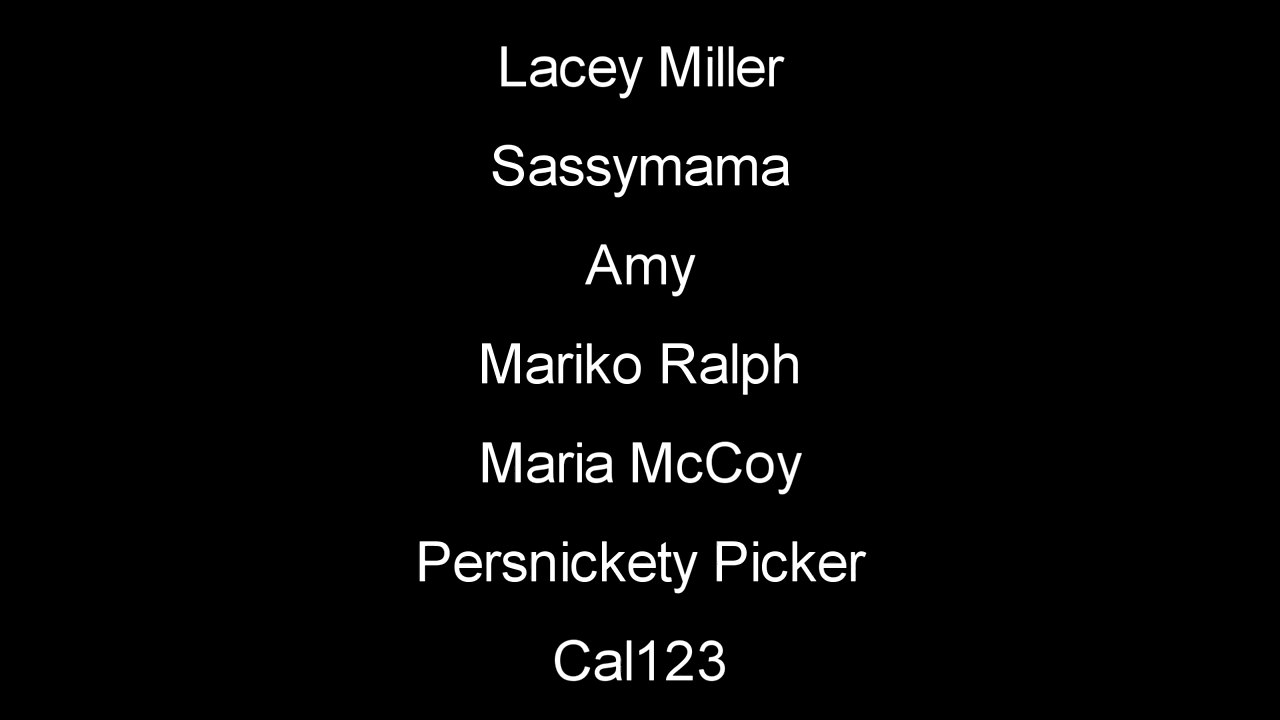 Lacey Miller
Sassymama
Amy
Mariko Ralph
Maria McCoy
Persnickety Picker
Cal123